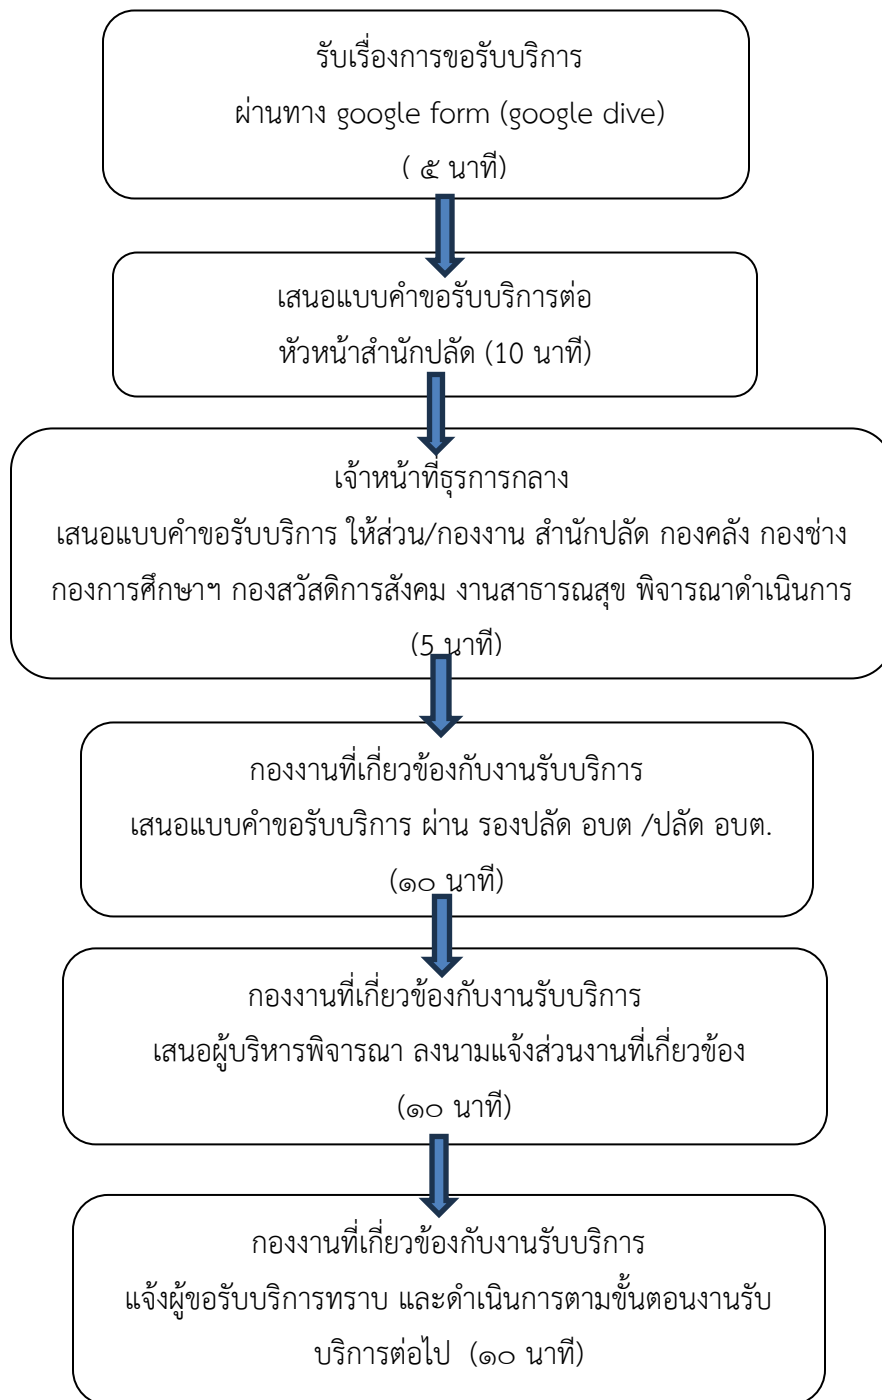 รับเรื่องการขอรับบริการ
ผ่านทาง google form (google dive)
( ๕ นาที)
เสนอแบบคำขอรับบริการต่อ
หัวหน้าสำนักปลัด (10 นาที)
เจ้าหน้าที่ธุรการกลาง
เสนอแบบคำขอรับบริการ ให้ส่วน/กองงาน สำนักปลัด กองคลัง กองช่าง
กองการศึกษาฯ กองสวัสดิการสังคม งานสาธารณสุข พิจารณาดำเนินการ
(5 นาที)
กองงานที่เกี่ยวข้องกับงานรับบริการ
เสนอแบบคำขอรับบริการ ผ่าน รองปลัด อบต /ปลัด อบต.
(๑๐ นาที)
กองงานที่เกี่ยวข้องกับงานรับบริการ
เสนอผู้บริหารพิจารณา ลงนามแจ้งส่วนงานที่เกี่ยวข้อง
(๑๐ นาที)
กองงานที่เกี่ยวข้องกับงานรับบริการ
แจ้งผู้ขอรับบริการทราบ และดำเนินการตามขั้นตอนงานรับ
บริการต่อไป (๑๐ นาที)